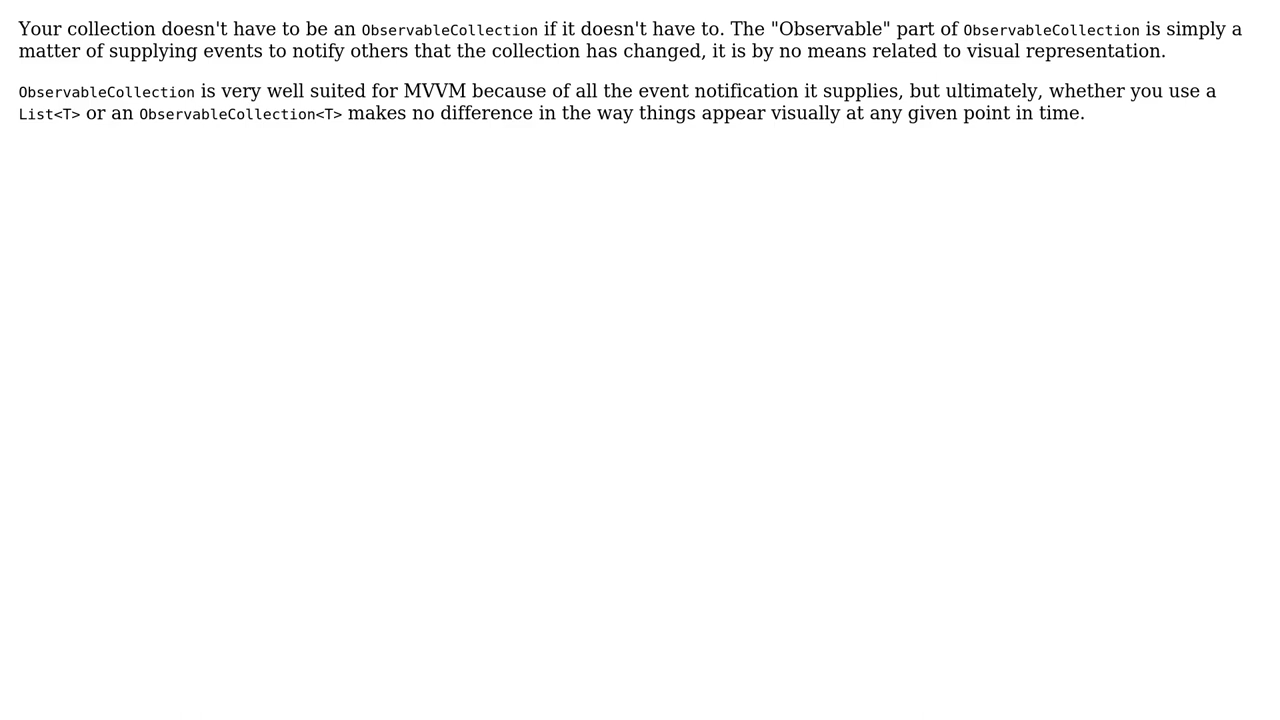 Your collection doesn't have to be an ObservableCollection if it doesn't have to. The "Observable" part of ObservableCollection is simply a
matter of supplying events to notify others that the collection has changed, it is by no means related to visual representation.
ObservableCollection is very well suited for MVVM because of all the event notification it supplies, but ultimately, whether you use a
List<T> or an ObservableCollection<T> makes no difference in the way things appear visually at any given point in time.